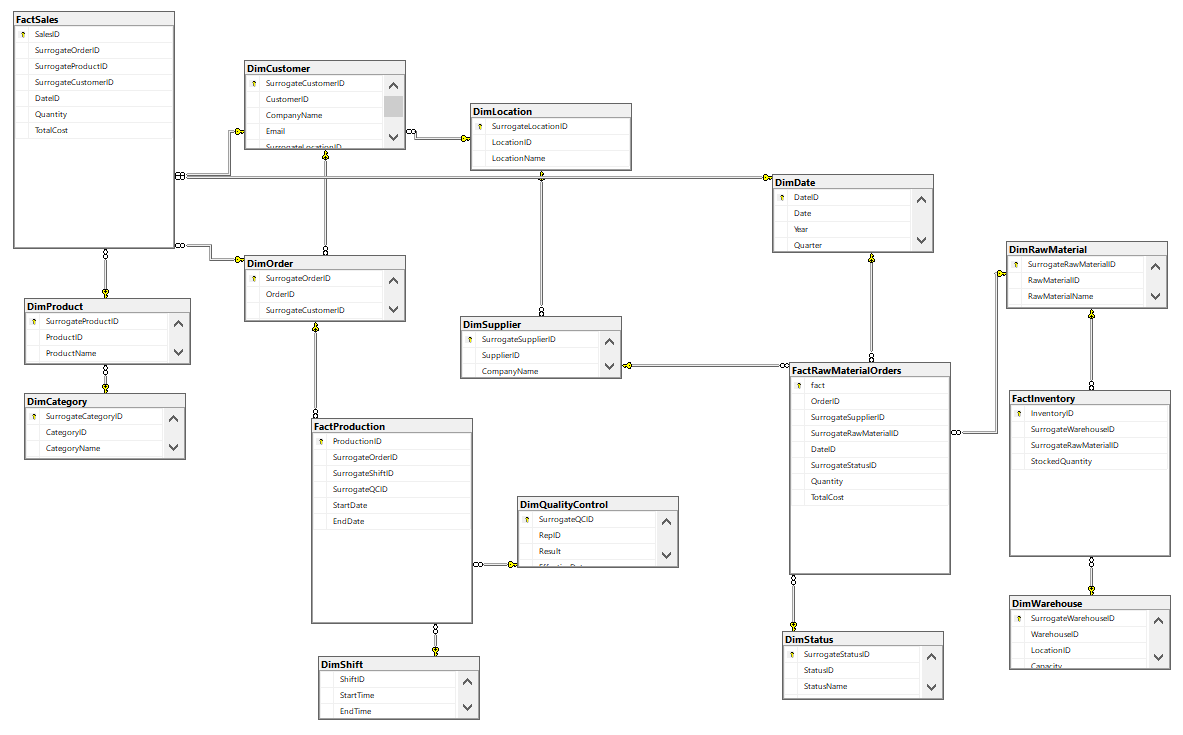 FactSales
SalesID
SurrogateOrderID
SurrogateProductID
SurrogateCustomerID
DateID
Quantity
TotalCost
DimCustomer
SurrogateCustomerID
CustomerID
CompanyName
Email
SurrogateLocationID
DimLocation
SurrogateLocationID
LocationID
LocationName
DimDate
DateID
Date
Year
Quarter
DimRawMaterial
SurrogateRawMaterialID
RawMaterialID
RawMaterialName
DimOrder
SurrogateOrderID
OrderID
SurrogateCustomerID
DimProduct
SurrogateProductID
ProductID
ProductName
DimSupplier
SurrogateSupplierID
SupplierID
CompanyName
DimCategory
SurrogateCategoryID
CategoryID
CategoryName
FactRawMaterialOrders
fact
OrderID
SurrogateSupplierID
SurrogateRawMaterialID
DateID
SurrogateStatusID
Quantity
TotalCost
FactInventory
InventoryID
SurrogateWarehouseID
SurrogateRawMaterialID
StockedQuantity
FactProduction
ProductionID
SurrogateOrderID
SurrogateShiftID
SurrogateQCID
StartDate
EndDate
DimQualityControl
SurrogateQCID
RepID
Result
DimWarehouse
SurrogateWarehouseID
WarehouseID
LocationID
Capacity
DimStatus
SurrogateStatusID
StatusID
StatusName
DimShift
ShiftID
StartTime
EndTime